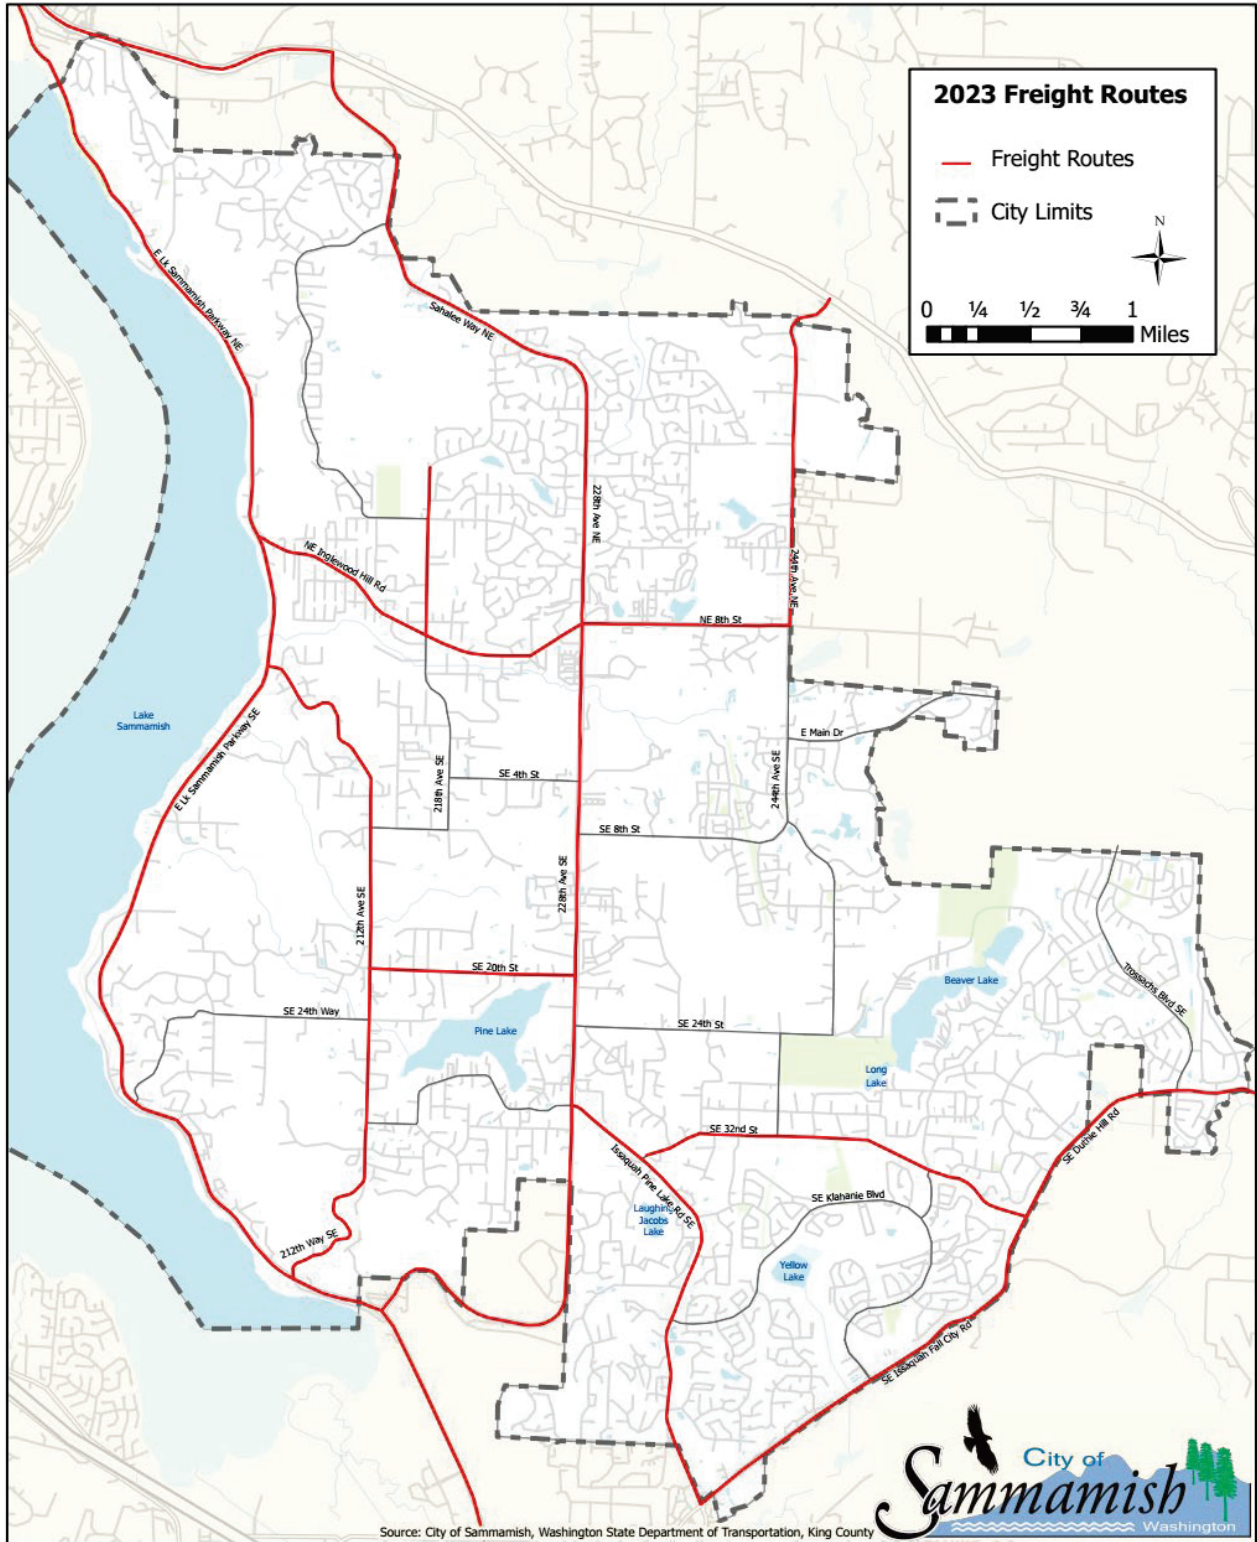 2023 Freight Routes
Freight Routes
City Limits
N
0 ¼ ½ ¾ 1
Miles
E Lk Sammamish Parkway NE
Sahalee Way NE
228th Ave NE
NE Inglewood Hill Rd
244th Ave NE
NE 8th St
Lake
Sammamish
E Lk Sammamish Parkway SE
E Main Dr
218th Ave SE
SE 4th St
244th Ave SE
SE 8th St
212th Ave SE
228th Ave SE
SE 20th St
Beaver Lake
Trossachs Blvd SE
SE 24th Way
Pine Lake
SE 24th St
Long
Lake
SE Duthie Hill Rd
SE 32nd St
Issaquah Pine Lake Rd SE
SE Klahanie Blvd
Laughing
Jacobs
Lake
212th Way SE
Yellow
Lake
SE Issaquah Fall City Rd
City of
Sammamish
Washington
Source: City of Sammamish, Washington State Department of Transportation, King County